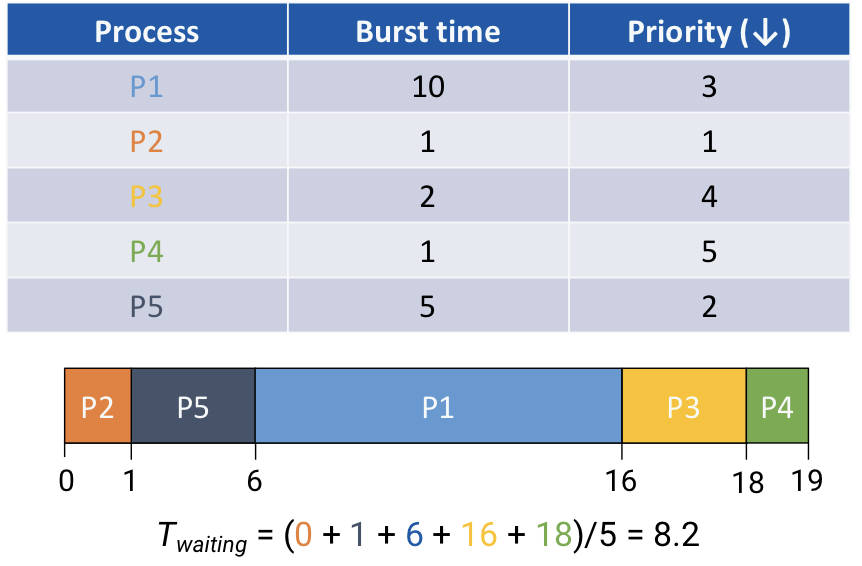 Process Burst time Priority (↓)
P1 10 3
P2 1 1
P3 2 4
P4 1 5
P5 5 2
P2 P5 P1 P3 P4
0 1 6 16 18 19
T_waiting = (0 + 1 + 6 + 16 + 18)/5 = 8.2